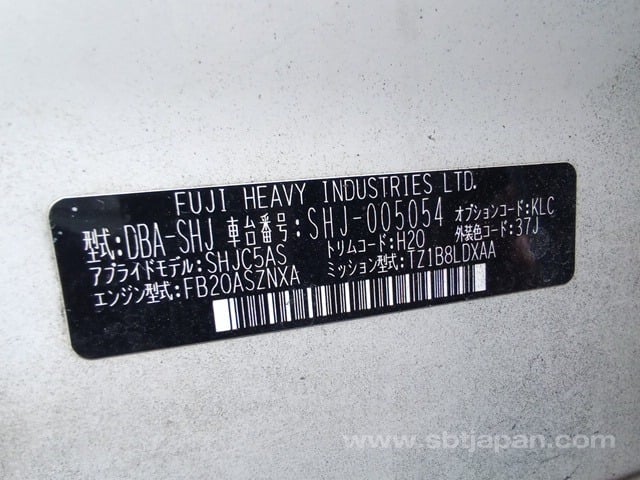 FUJI HEAVY INDUSTRIES LTD.
型式:DBA-SHJ 車台番号:SHJ-005054 オプションコード:KLC
アプライドモデル:SHJC5AS トリムコード:H20 外装色コード:37J
エンジン型式:FB20ASZNXA ミッション型式:TZ1B8LDXAA
www.sbtjapan.com